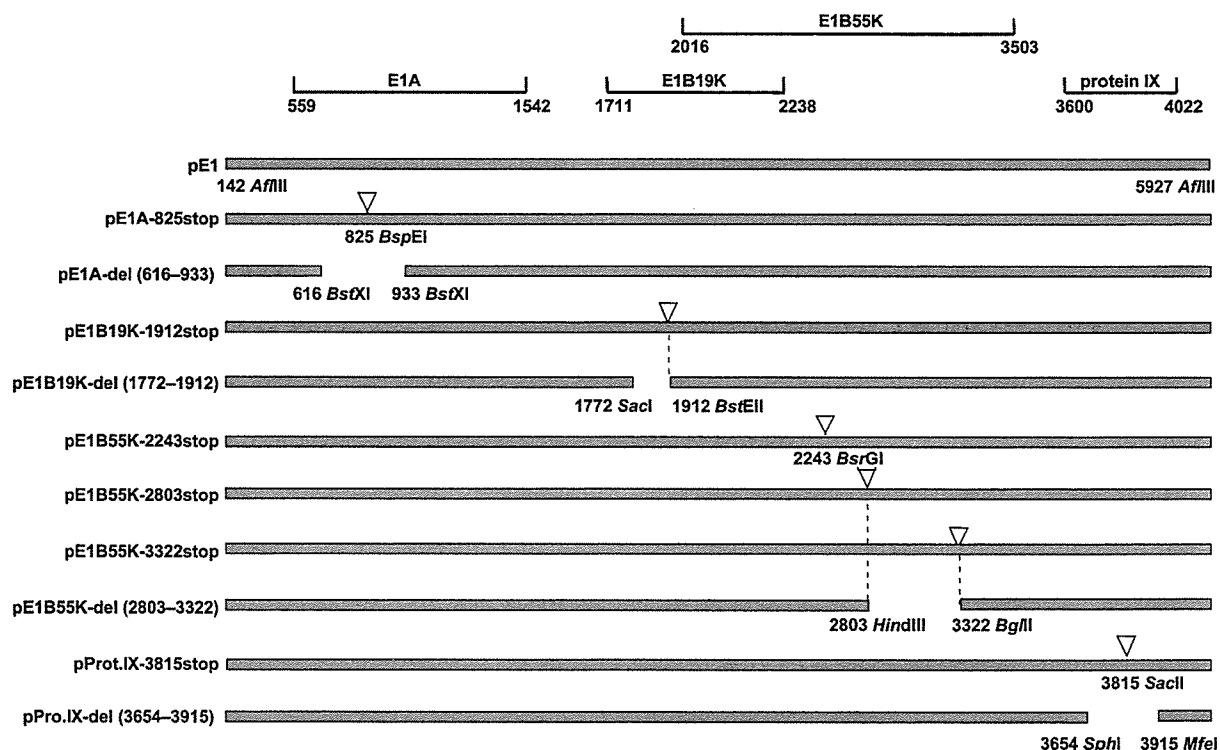 E1B55K
2016 3503
E1A E1B19K protein IX
559 1542 1711 2238 3600 4022
pE1
142 AflIII 5927 AflIII
pE1A-825stop
825 BspEI
pE1A-del (616–933)
616 BstXI 933 BstXI
pE1B19K-1912stop
pE1B19K-del (1772–1912)
1772 SacI 1912 BstEII
pE1B55K-2243stop
2243 BsrGI
pE1B55K-2803stop
pE1B55K-3322stop
pE1B55K-del (2803–3322)
2803 HindIII 3322 BglII
pProt.IX-3815stop
3815 SacII
pPro.IX-del (3654–3915)
3654 SphI 3915 MfeI